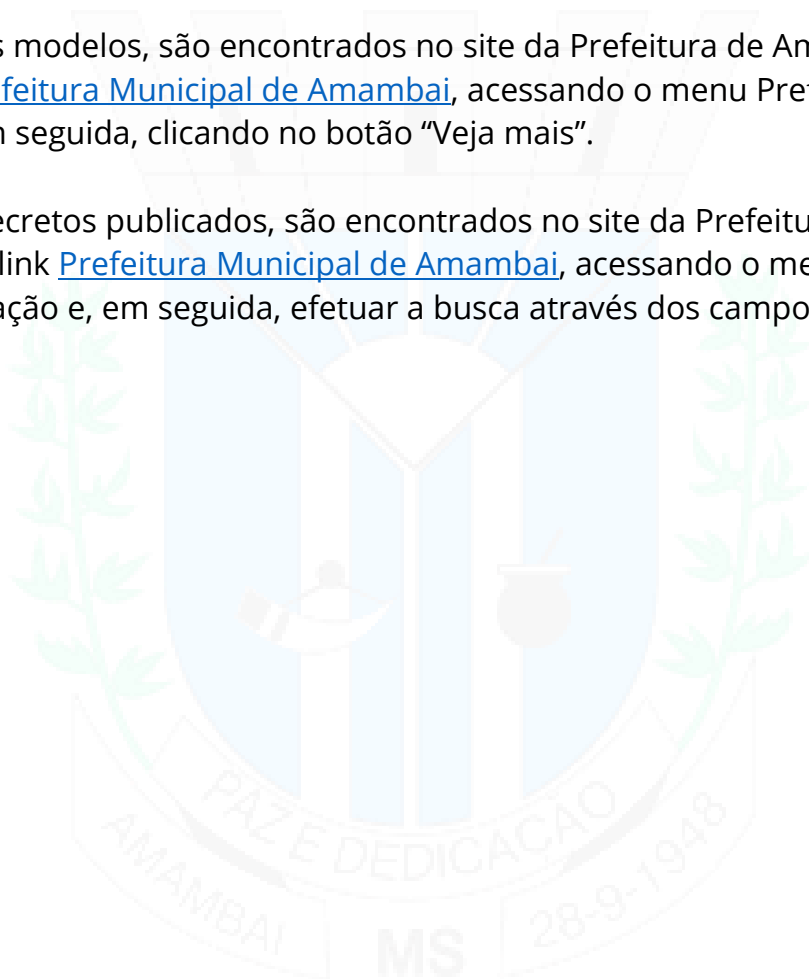 s modelos, são encontrados no site da Prefeitura de Am
feitura Municipal de Amambai, acessando o menu Pref
m seguida, clicando no botão “Veja mais”.
ecretos publicados, são encontrados no site da Prefeitu
link Prefeitura Municipal de Amambai, acessando o me
ação e, em seguida, efetuar a busca através dos campo
PAZ E DEDICAÇÃO
AMAMBAI MS 28-9-1948